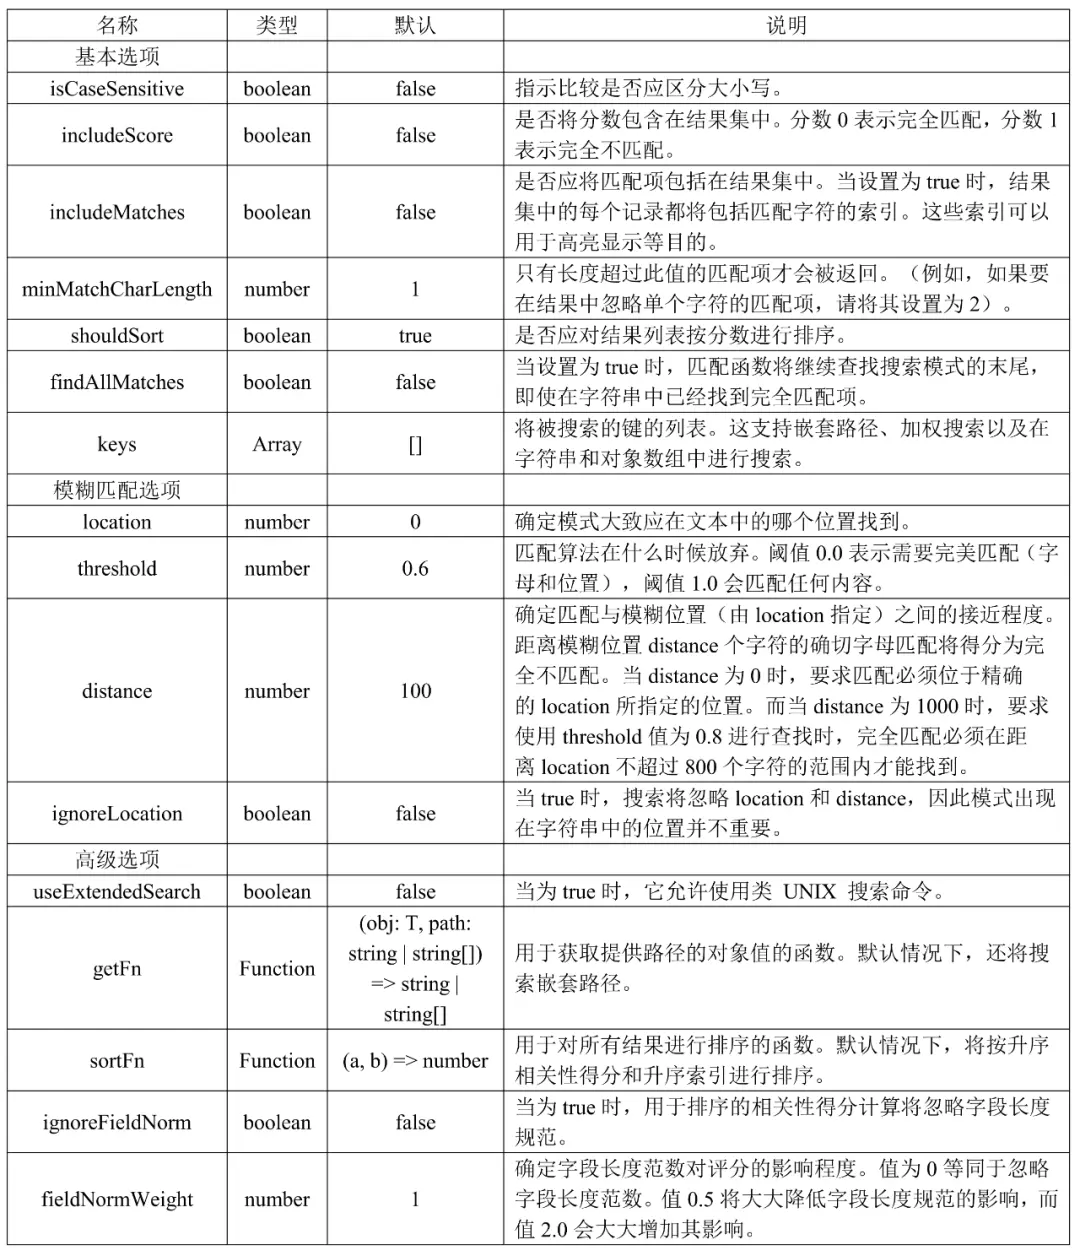 名称 类型 默认 说明
基本选项
isCaseSensitive boolean false 指示比较是否应区分大小写。
includeScore boolean false 是否将分数包含在结果集中。分数 0 表示完全匹配，分数 1
表示完全不匹配。
includeMatches boolean false 是否应将匹配项包括在结果集中。当设置为 true 时，结果
集中的每个记录都将包括匹配字符的索引。这些索引可以
用于高亮显示等目的。
minMatchCharLength number 1 只有长度超过此值的匹配项才会被返回。（例如，如果要
在结果中忽略单个字符的匹配项，请将其设置为 2）。
shouldSort boolean true 是否应对结果列表按分数进行排序。
findAllMatches boolean false 当设置为 true 时，匹配函数将继续查找搜索模式的末尾，
即使在字符串中已经找到完全匹配项。
keys Array [] 将被搜索的键的列表。这支持嵌套路径、加权搜索以及在
字符串和对象数组中进行搜索。
模糊匹配选项
location number 0 确定模式大致应在文本中的哪个位置找到。
threshold number 0.6 匹配算法在什么时候放弃。阈值 0.0 表示需要完美匹配（字
母和位置），阈值 1.0 会匹配任何内容。
distance number 100 确定匹配与模糊位置（由 location 指定）之间的接近程度。
距离模糊位置 distance 个字符的确切字母匹配将得分为完
全不匹配。当 distance 为 0 时，要求匹配必须位于精确
的 location 所指定的位置。而当 distance 为 1000 时，要求
使用 threshold 值为 0.8 进行查找时，完全匹配必须在距
离 location 不超过 800 个字符的范围内才能找到。
ignoreLocation boolean false 当 true 时，搜索将忽略 location 和 distance，因此模式出现
在字符串中的位置并不重要。
高级选项
useExtendedSearch boolean false 当为 true 时，它允许使用类 UNIX 搜索命令。
getFn Function (obj: T, path:
string | string[])
=> string |
string[]
用于获取提供路径的对象值的函数。默认情况下，还将搜
索嵌套路径。
sortFn Function (a, b) => number 用于对所有结果进行排序的函数。默认情况下，将按升序
相关性得分和升序索引进行排序。
ignoreFieldNorm boolean false 当为 true 时，用于排序的相关性得分计算将忽略字段长度
规范。
fieldNormWeight number 1 确定字段长度范数对评分的影响程度。值为 0 等同于忽略
字段长度范数。值 0.5 将大大降低字段长度规范的影响，而
值 2.0 会大大增加其影响。